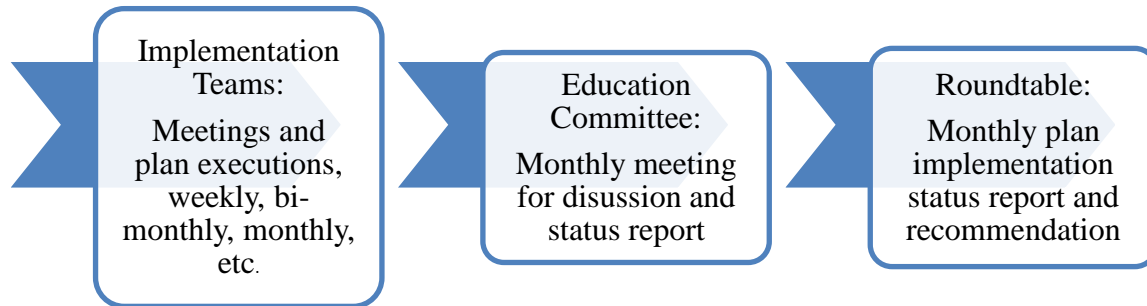 Implementation
Teams:
Meetings and
plan executions,
weekly, bi-
monthly, monthly,
etc.
Education
Committee:
Monthly meeting
for disussion and
status report
Roundtable:
Monthly plan
implementation
status report and
recommendation